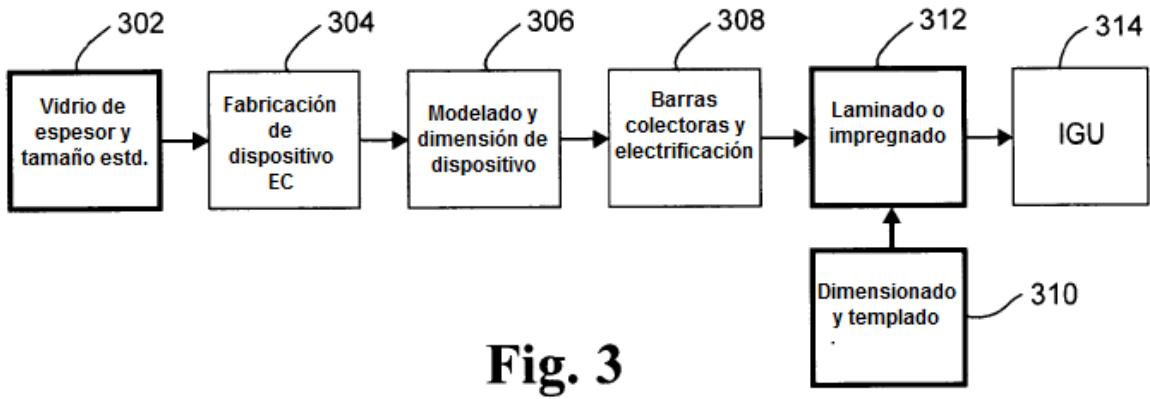 302
304
306
308
312
314
Vidrio de
espesor y
tamaño estd.
Fabricación
de
dispositivo
EC
Modelado y
dimensión de
dispositivo
Barras
colectoras y
electrificación
Laminado o
impregnado
IGU
Dimensionado
y templado
.
310
Fig. 3